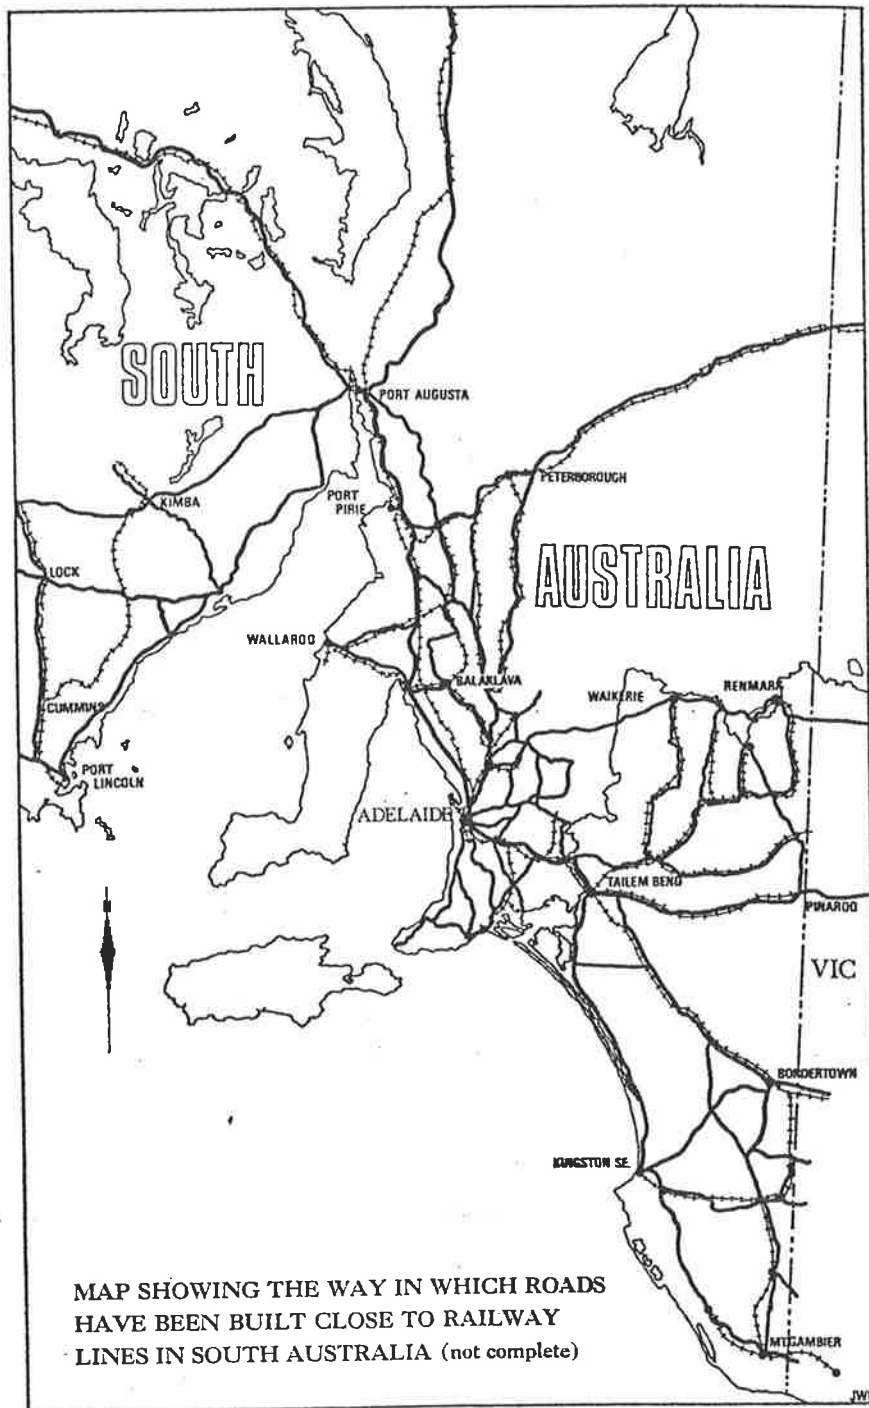 SOUTH
PORT AUGUSTA
PETERBOROUGH
KIMBA
PORT
PIRIE
LOCK
AUSTRALIA
WALLAROO
BALAKLAVA
WAIKERIE
RENMARK
CUMMINS
PORT
LINCOLN
ADELAIDE
TAILEM BEND
PINAROO
N
VIC
BORDERTOWN
KINGSTON SE.
MAP SHOWING THE WAY IN WHICH ROADS
HAVE BEEN BUILT CLOSE TO RAILWAY
LINES IN SOUTH AUSTRALIA (not complete)
MT.GAMBIER